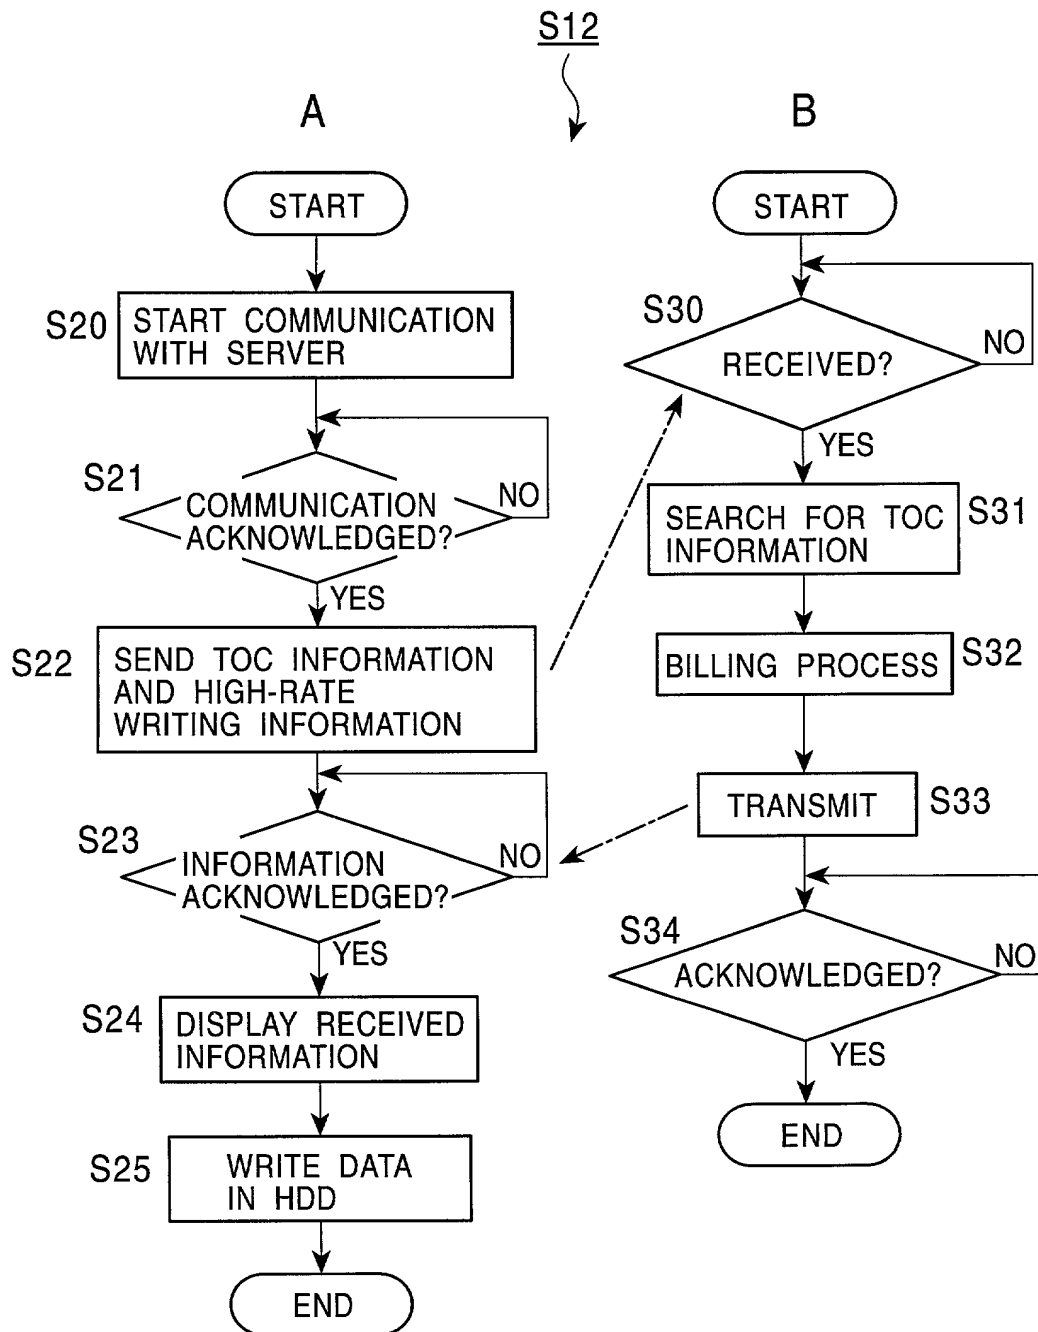 S12
A
START
S20
START COMMUNICATION
WITH SERVER
S21
COMMUNICATION
ACKNOWLEDGED?
NO
YES
S22
SEND TOC INFORMATION
AND HIGH-RATE
WRITING INFORMATION
S23
INFORMATION
ACKNOWLEDGED?
NO
YES
S24
DISPLAY RECEIVED
INFORMATION
S25
WRITE DATA
IN HDD
END
B
START
S30
RECEIVED?
NO
YES
SEARCH FOR TOC
INFORMATION
S31
BILLING PROCESS
S32
TRANSMIT
S33
S34
ACKNOWLEDGED?
NO
YES
END